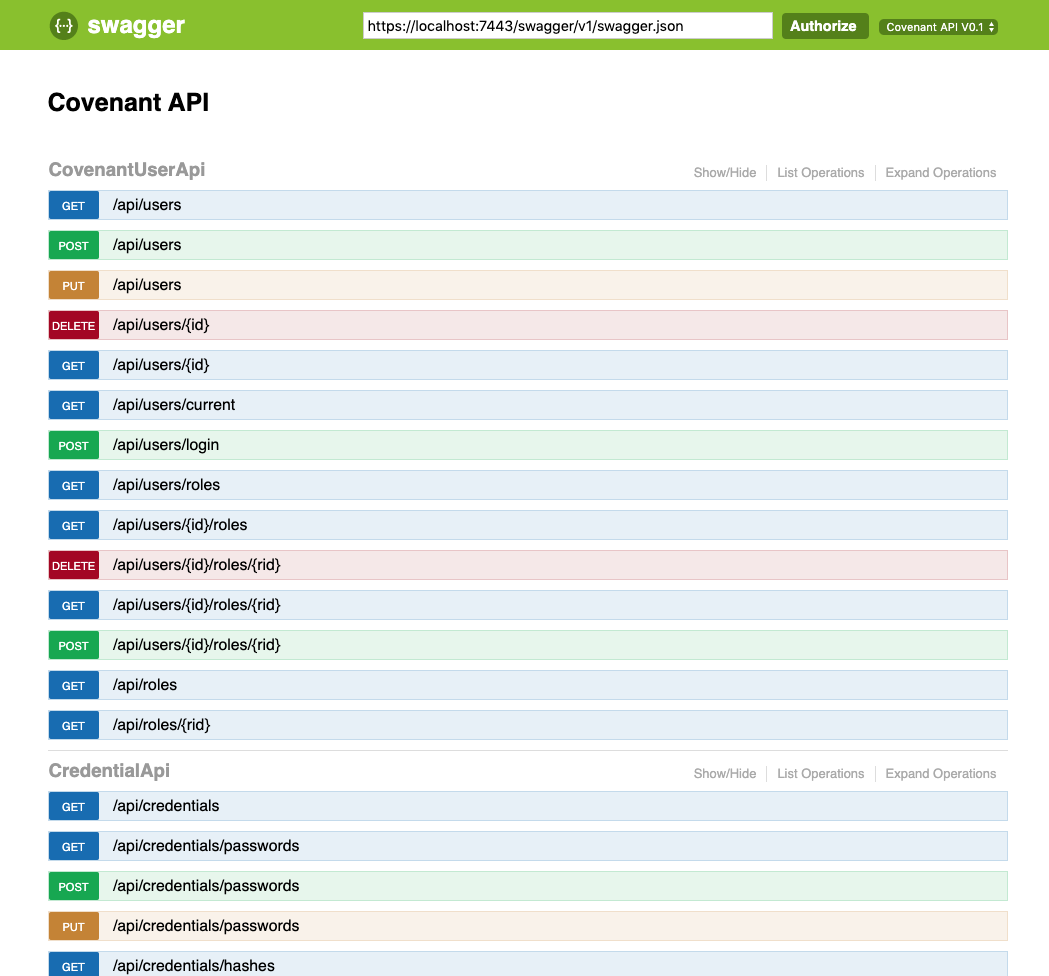 {···} swagger https://localhost:7443/swagger/v1/swagger.json Authorize Covenant API V0.1
Covenant API
CovenantUserApi Show/Hide List Operations Expand Operations
GET /api/users
POST /api/users
PUT /api/users
DELETE /api/users/{id}
GET /api/users/{id}
GET /api/users/current
POST /api/users/login
GET /api/users/roles
GET /api/users/{id}/roles
DELETE /api/users/{id}/roles/{rid}
GET /api/users/{id}/roles/{rid}
POST /api/users/{id}/roles/{rid}
GET /api/roles
GET /api/roles/{rid}
CredentialApi Show/Hide List Operations Expand Operations
GET /api/credentials
GET /api/credentials/passwords
POST /api/credentials/passwords
PUT /api/credentials/passwords
GET /api/credentials/hashes